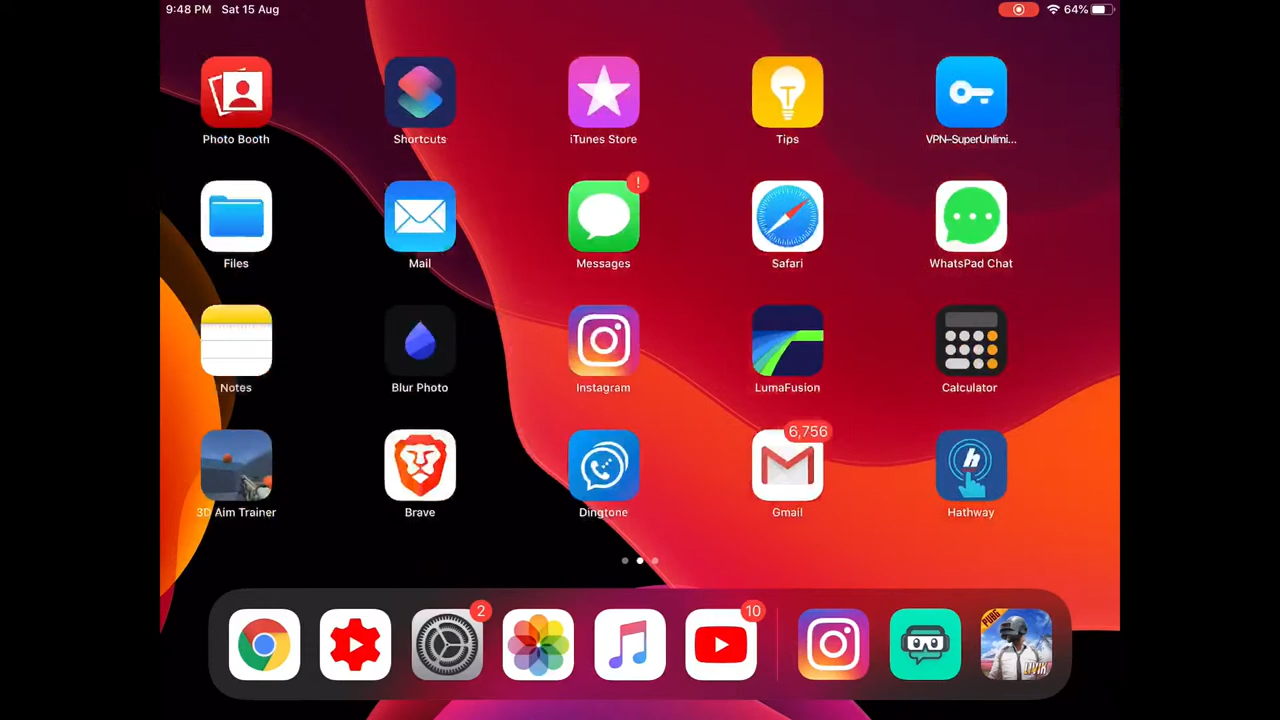 9:48 PM Sat 15 Aug
64%
Photo Booth
Shortcuts
iTunes Store
Tips
VPN-SuperUnlimi...
Files
Mail
!
Messages
Safari
WhatsPad Chat
Notes
Blur Photo
Instagram
LumaFusion
Calculator
3D Aim Trainer
Brave
Dingtone
6,756
Gmail
h
Hathway
2
10
PUBG
LIVIK